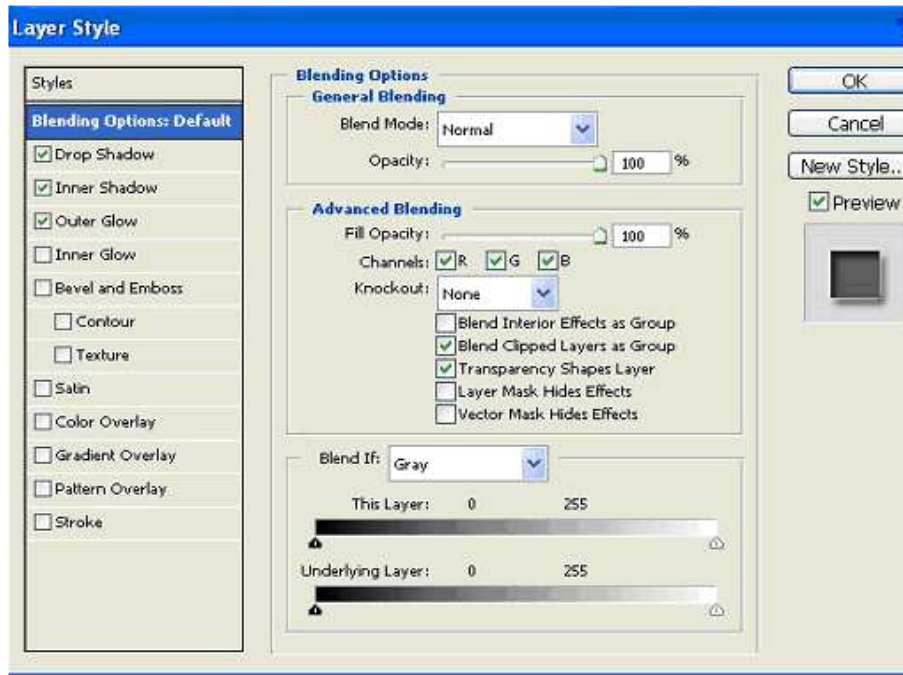 Layer Style
Styles
Blending Options: Default
Drop Shadow
Inner Shadow
Outer Glow
Inner Glow
Bevel and Emboss
Contour
Texture
Satin
Color Overlay
Gradient Overlay
Pattern Overlay
Stroke
Blending Options
General Blending
Blend Mode: Normal
Opacity: 100 %
Advanced Blending
Fill Opacity: 100 %
Channels: R G B
Knockout: None
Blend Interior Effects as Group
Blend Clipped Layers as Group
Transparency Shapes Layer
Layer Mask Hides Effects
Vector Mask Hides Effects
Blend If: Gray
This Layer: 0 255
Underlying Layer: 0 255
OK
Cancel
New Style..
Preview